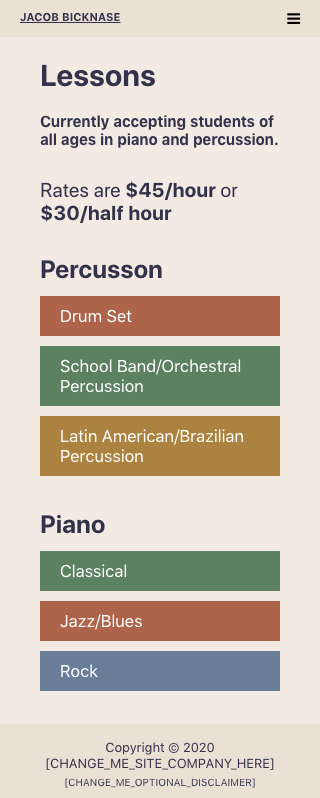 JACOB BICKNASE
Lessons
Currently accepting students of
all ages in piano and percussion.
Rates are $45/hour or
$30/half hour
Percusson
Drum Set
School Band/Orchestral
Percussion
Latin American/Brazilian
Percussion
Piano
Classical
Jazz/Blues
Rock
Copyright © 2020
[CHANGE_ME_SITE_COMPANY_HERE]
[CHANGE_ME_OPTIONAL_DISCLAIMER]